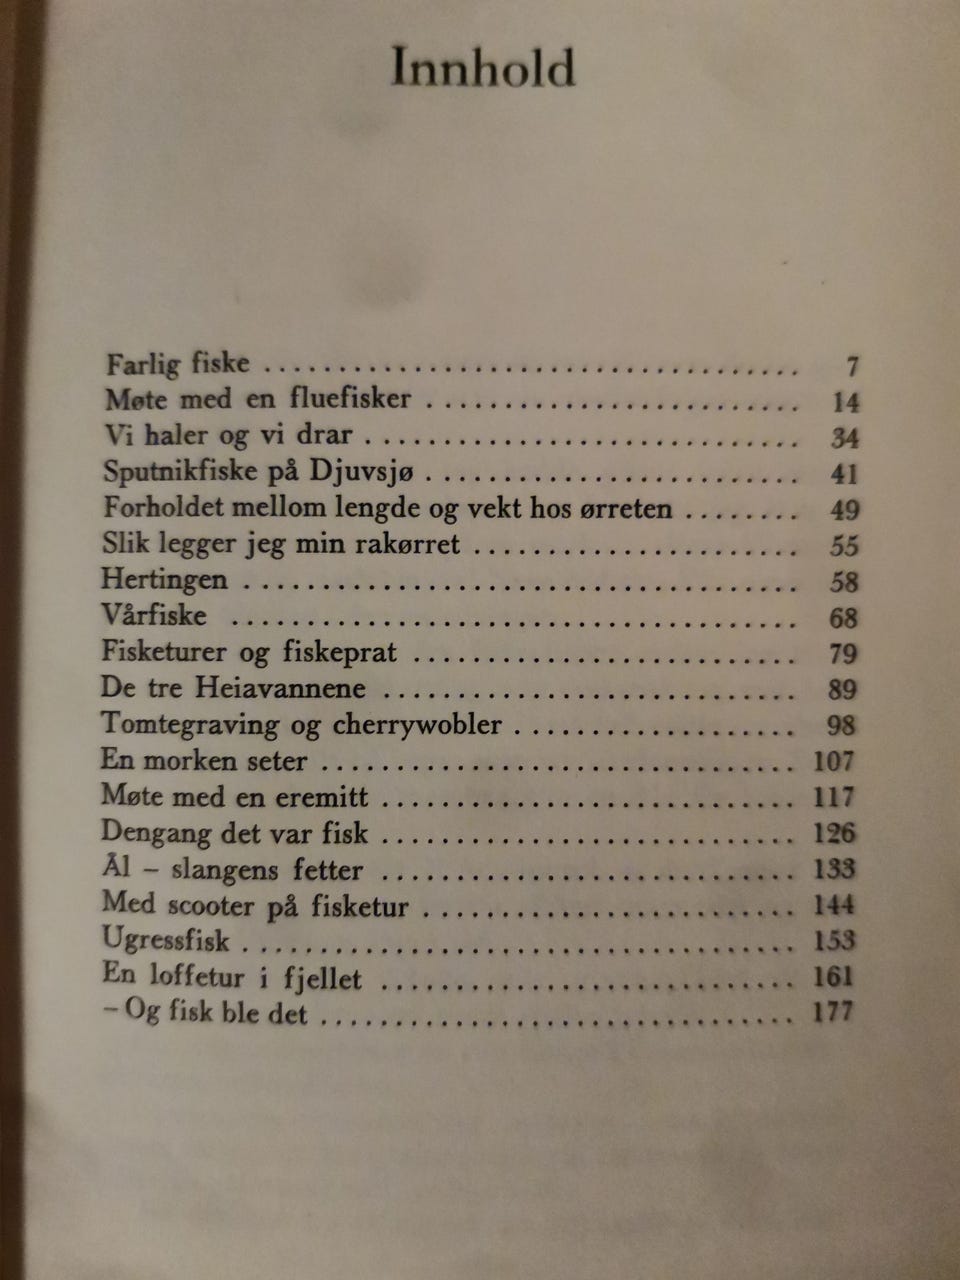 Innhold
Farlig fiske ................................... 7
Møte med en fluefisker ........................ 14
Vi haler og vi drar ............................ 34
Sputnikfiske på Djuvsjø ........................ 41
Forholdet mellom lengde og vekt hos ørreten ........ 49
Slik legger jeg min rakørret ..................... 55
Hertingen .................................... 58
Vårfiske ..................................... 68
Fisketurer og fiskeprat ......................... 79
De tre Heiavannene ........................... 89
Tomtegraving og cherrywobler ................... 98
En morken seter ............................... 107
Møte med en eremitt ........................... 117
Dengang det var fisk ........................... 126
Ål – slangens fetter ........................... 133
Med scooter på fisketur ......................... 144
Ugressfisk .................................... 153
En loffetur i fjellet ........................... 161
– Og fisk ble det ............................... 177